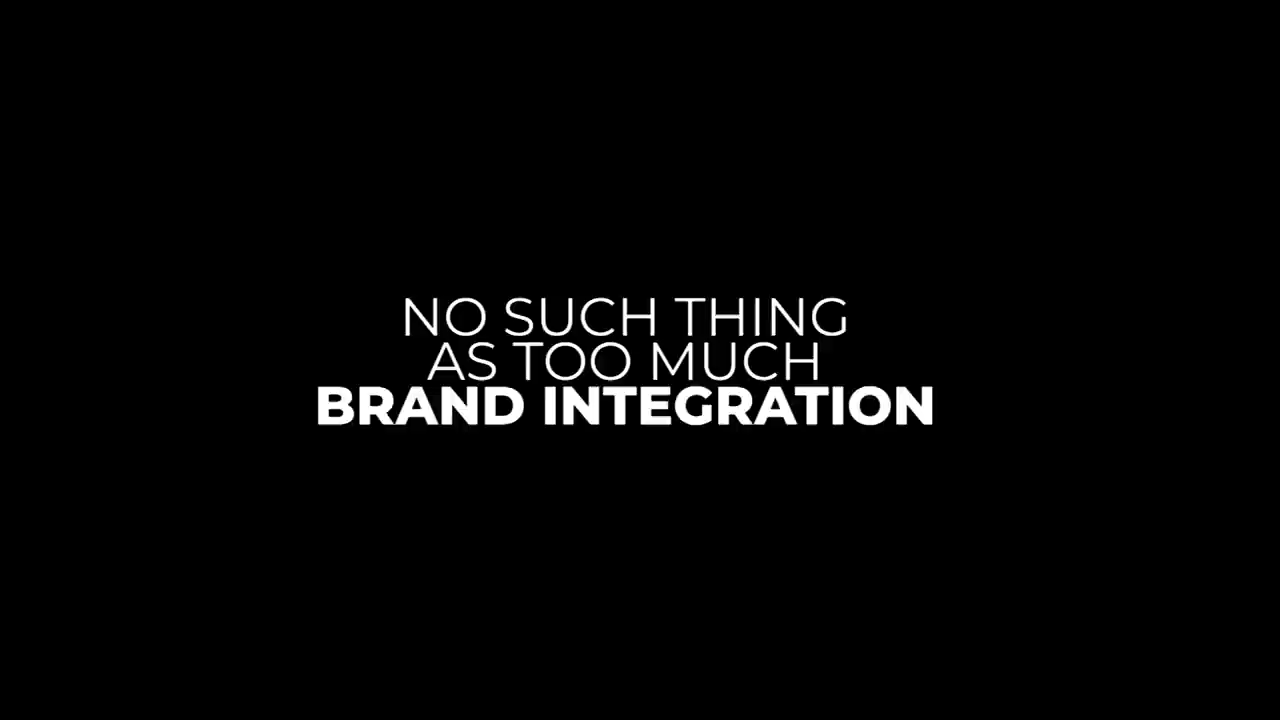 NO SUCH THING
AS TOO MUCH
BRAND INTEGRATION